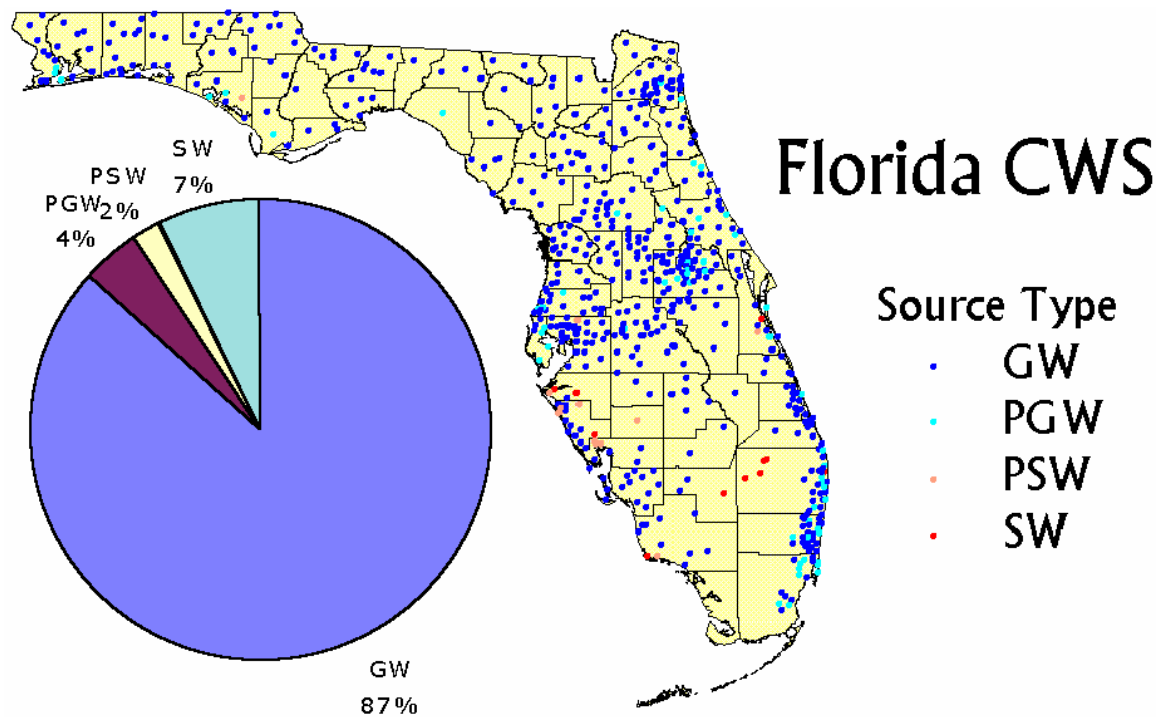 SW
7%
PSW
2%
PGW
4%
GW
87%
Florida CWS
Source Type
GW
PGW
PSW
SW